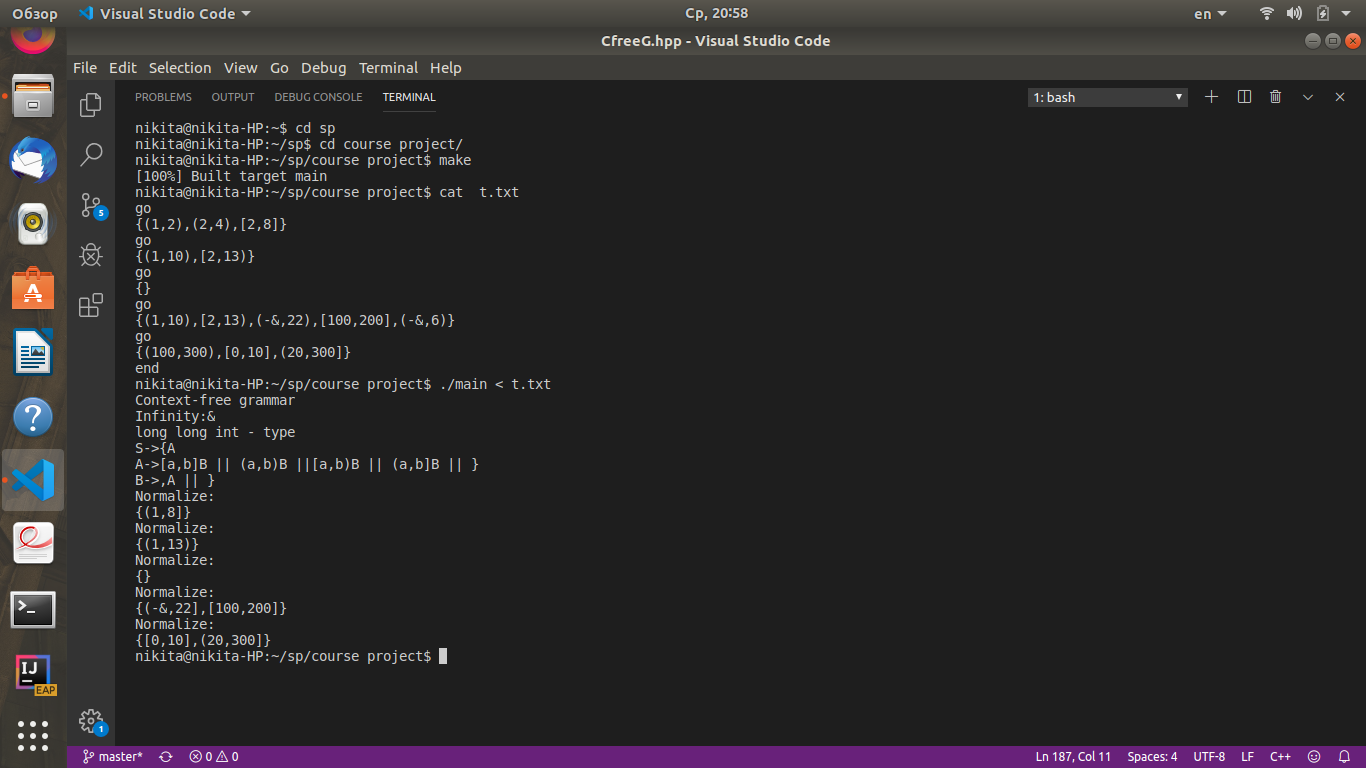 Обзор Visual Studio Code Ср, 20:58 en
CfreeG.hpp - Visual Studio Code
File Edit Selection View Go Debug Terminal Help
PROBLEMS OUTPUT DEBUG CONSOLE TERMINAL 1: bash
nikita@nikita-HP:~$ cd sp
nikita@nikita-HP:~/sp$ cd course project/
nikita@nikita-HP:~/sp/course project$ make
[100%] Built target main
nikita@nikita-HP:~/sp/course project$ cat  t.txt
go
{(1,2),(2,4),[2,8]}
go
{(1,10),[2,13)}
go
{}
go
{(1,10),[2,13),(-&,22),[100,200],(-&,6)}
go
{(100,300),[0,10],(20,300]}
end
nikita@nikita-HP:~/sp/course project$ ./main < t.txt
Context-free grammar
Infinity:&
long long int - type
S->{A
A->[a,b]B || (a,b)B ||[a,b)B || (a,b]B || }
B->,A || }
Normalize:
{(1,8]}
Normalize:
{(1,13)}
Normalize:
{}
Normalize:
{(-&,22],[100,200]}
Normalize:
{[0,10],(20,300]}
nikita@nikita-HP:~/sp/course project$
5
?
IJ
EAP
1
master* 0 0 Ln 187, Col 11 Spaces: 4 UTF-8 LF C++